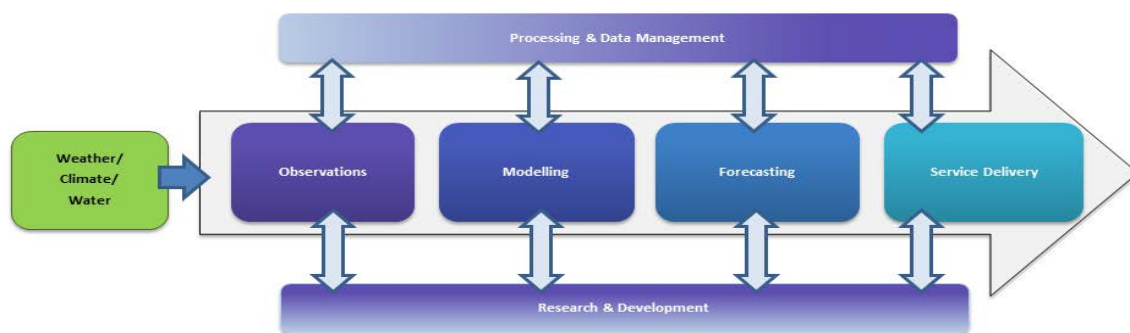 Processing & Data Management
Weather/
Climate/
Water
Observations
Modelling
Forecasting
Service Delivery
Research & Development